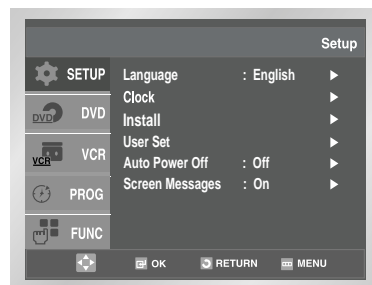 Setup
SETUP
Language : English
Clock
DVD DVD
Install
User Set
VCR VCR
Auto Power Off : Off
Screen Messages : On
PROG
FUNC
OK RETURN MENU